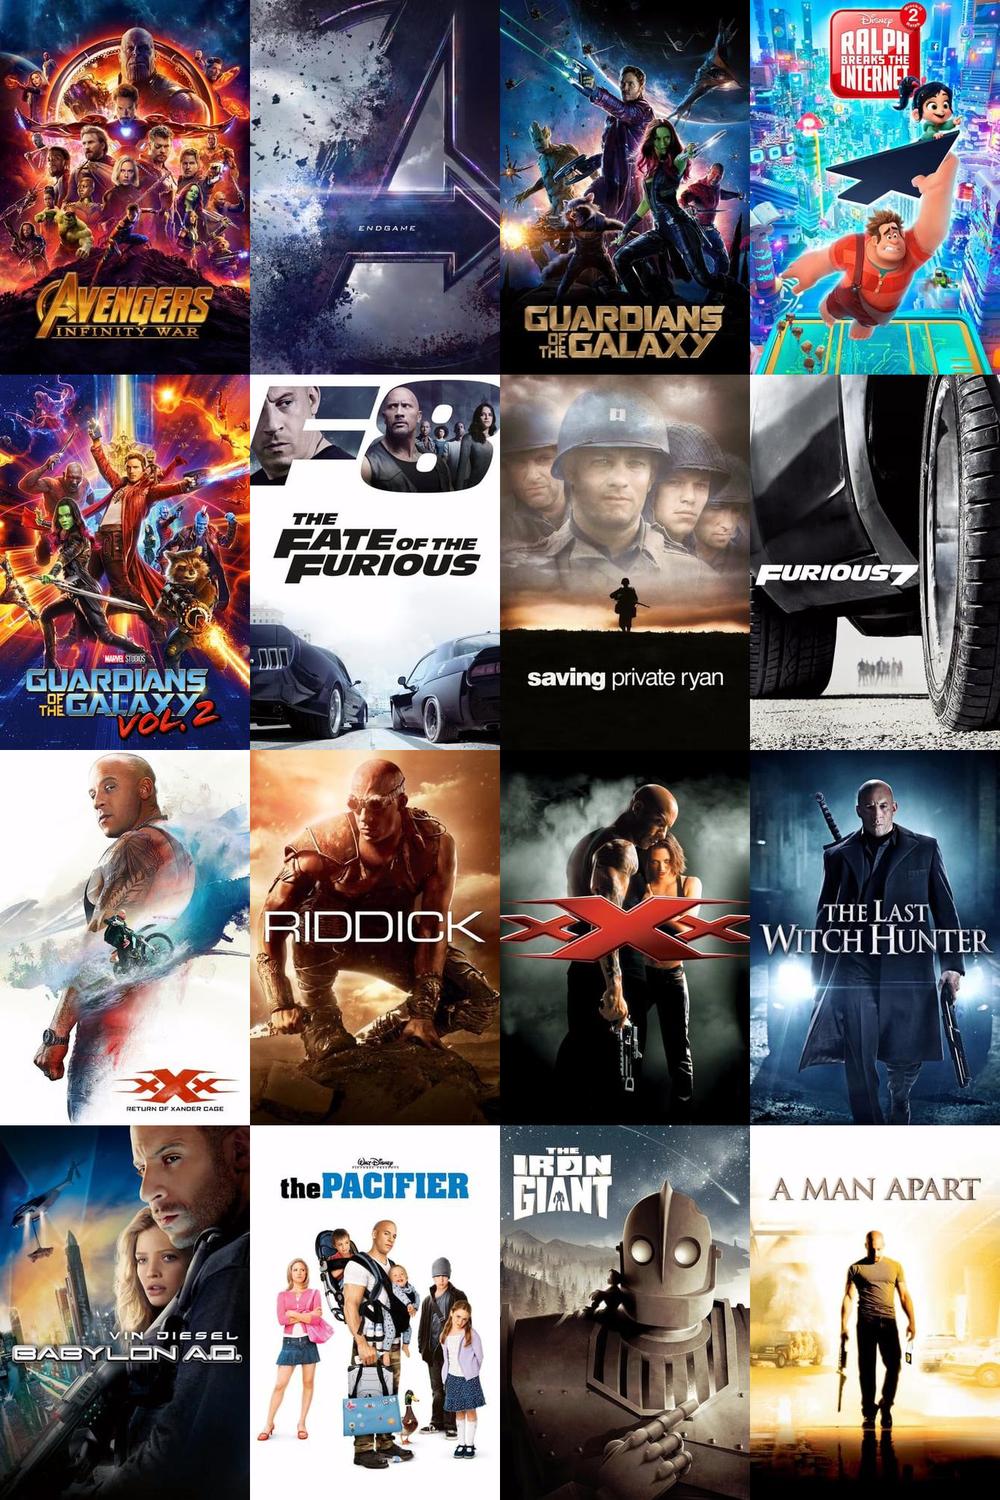 AVENGERS
INFINITY WAR
ENDGAME
GUARDIANS
OF THE GALAXY
Disney
2
RALPH
BREAKS THE
INTERNET
MARVEL STUDIOS
GUARDIANS
OF THE GALAXY
VOL. 2
F8
THE
FATE OF THE
FURIOUS
saving private ryan
FURIOUS 7
xXx
RETURN OF XANDER CAGE
RIDDICK
xXx
THE LAST
WITCH HUNTER
VIN DIESEL
BABYLON A.D.
Walt Disney
the PACIFIER
THE
IRON
GIANT
A MAN APART